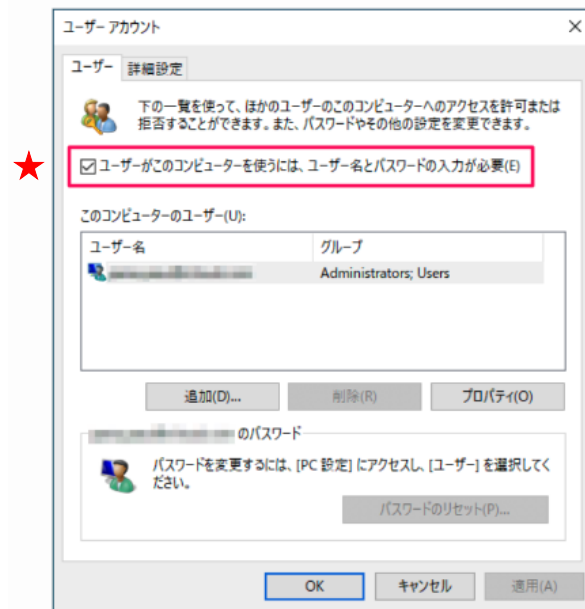 ユーザー アカウント
ユーザー
詳細設定
下の一覧を使って、ほかのユーザーのこのコンピューターへのアクセスを許可または
拒否することができます。また、パスワードやその他の設定を変更できます。
ユーザーがこのコンピューターを使うには、ユーザー名とパスワードの入力が必要(E)
このコンピューターのユーザー(U):
ユーザー名 グループ
Administrators; Users
追加(D)... 削除(R) プロパティ(O)
のパスワード
パスワードを変更するには、[PC 設定] にアクセスし、[ユーザー] を選択してく
ださい。
パスワードのリセット(P)...
OK キャンセル 適用(A)